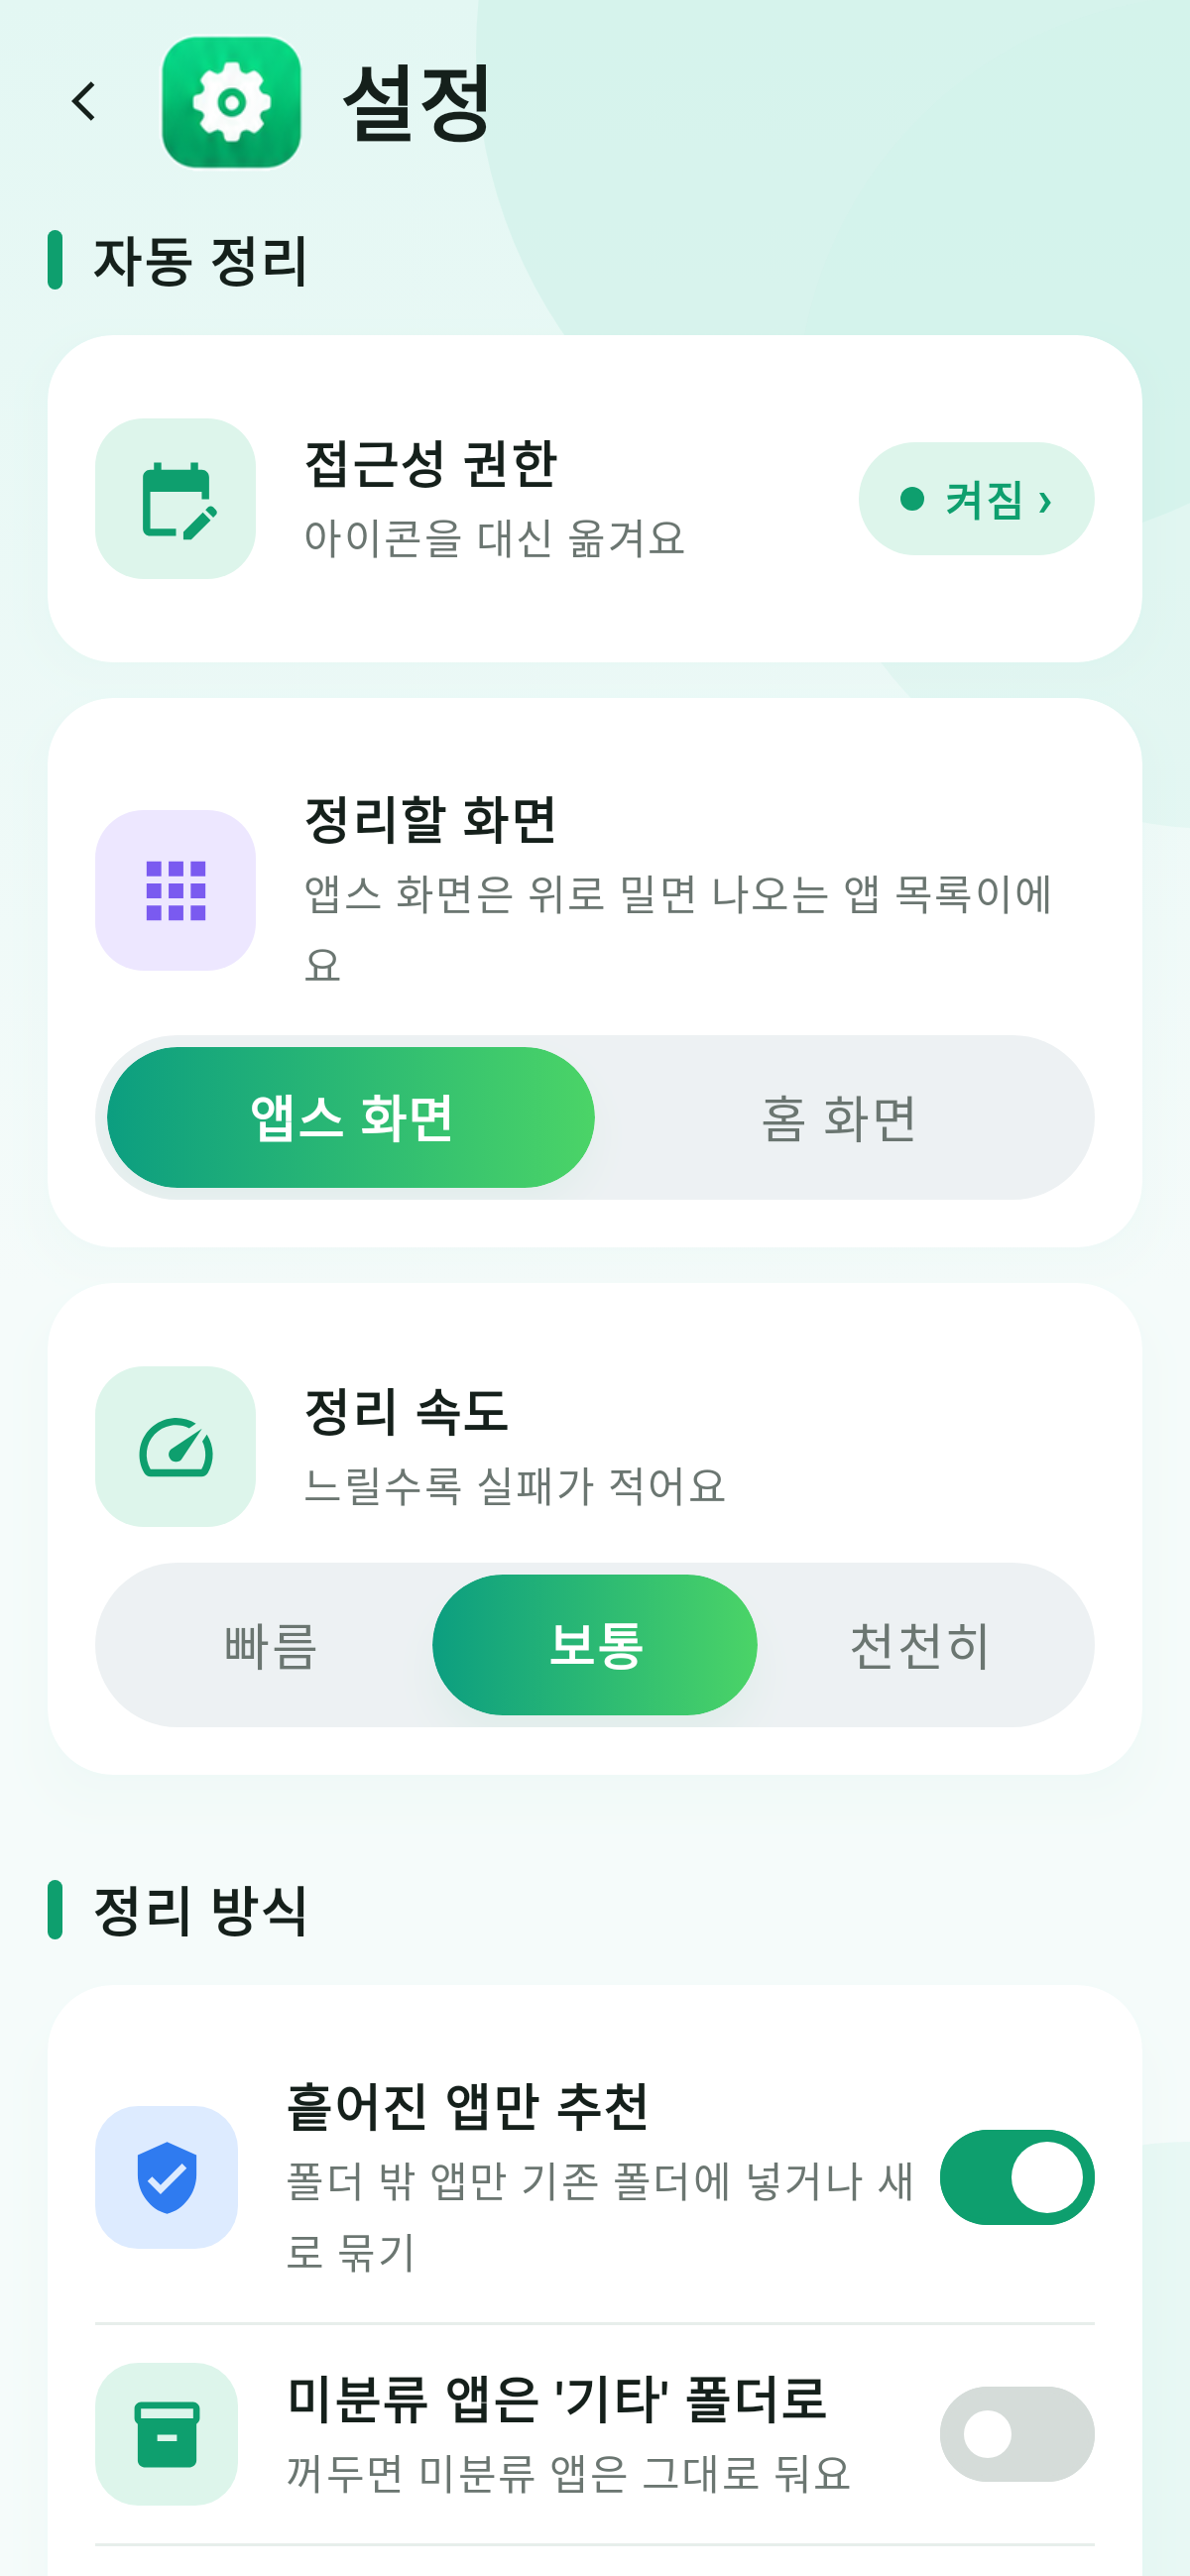 설정
자동 정리
접근성 권한
아이콘을 대신 옮겨요
켜짐 ›
정리할 화면
앱스 화면은 위로 밀면 나오는 앱 목록이에
요
앱스 화면
홈 화면
정리 속도
느릴수록 실패가 적어요
빠름
보통
천천히
정리 방식
흩어진 앱만 추천
폴더 밖 앱만 기존 폴더에 넣거나 새
로 묶기
미분류 앱은 '기타' 폴더로
꺼두면 미분류 앱은 그대로 둬요